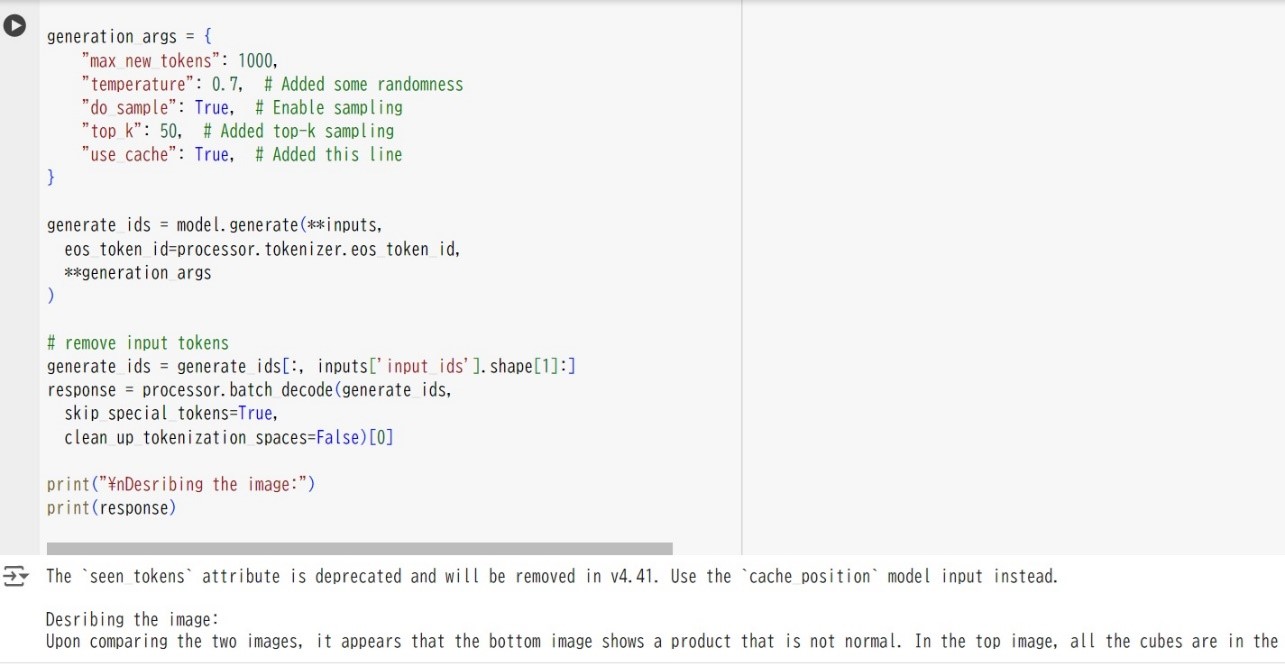 generation_args = {
    "max_new_tokens": 1000,
    "temperature": 0.7,  # Added some randomness
    "do_sample": True,  # Enable sampling
    "top_k": 50,  # Added top-k sampling
    "use_cache": True,  # Added this line
}
generate_ids = model.generate(**inputs,
  eos_token_id=processor.tokenizer.eos_token_id,
  **generation_args
)
# remove input tokens
generate_ids = generate_ids[:, inputs['input_ids'].shape[1]:]
response = processor.batch_decode(generate_ids,
  skip_special_tokens=True,
  clean_up_tokenization_spaces=False)[0]
print("¥nDesribing the image:")
print(response)
The `seen_tokens` attribute is deprecated and will be removed in v4.41. Use the `cache_position` model input instead.
Desribing the image:
Upon comparing the two images, it appears that the bottom image shows a product that is not normal. In the top image, all the cubes are in the